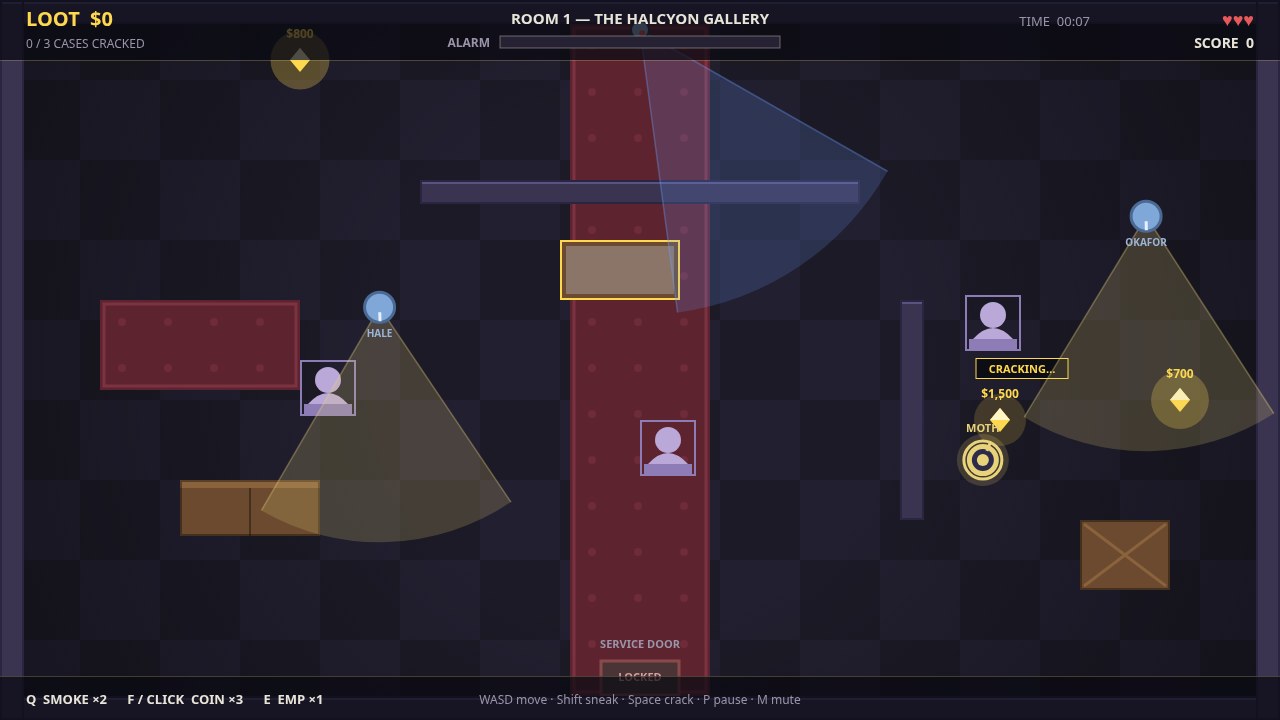 LOOT $0
0 / 3 CASES CRACKED
ROOM 1 — THE HALCYON GALLERY
ALARM
TIME 00:07
♥♥♥
SCORE 0
$800
OKAFOR
HALE
CRACKING...
$700
$1,500
MOTH
SERVICE DOOR
LOCKED
Q SMOKE ×2 F / CLICK COIN ×3 E EMP ×1
WASD move · Shift sneak · Space crack · P pause · M mute